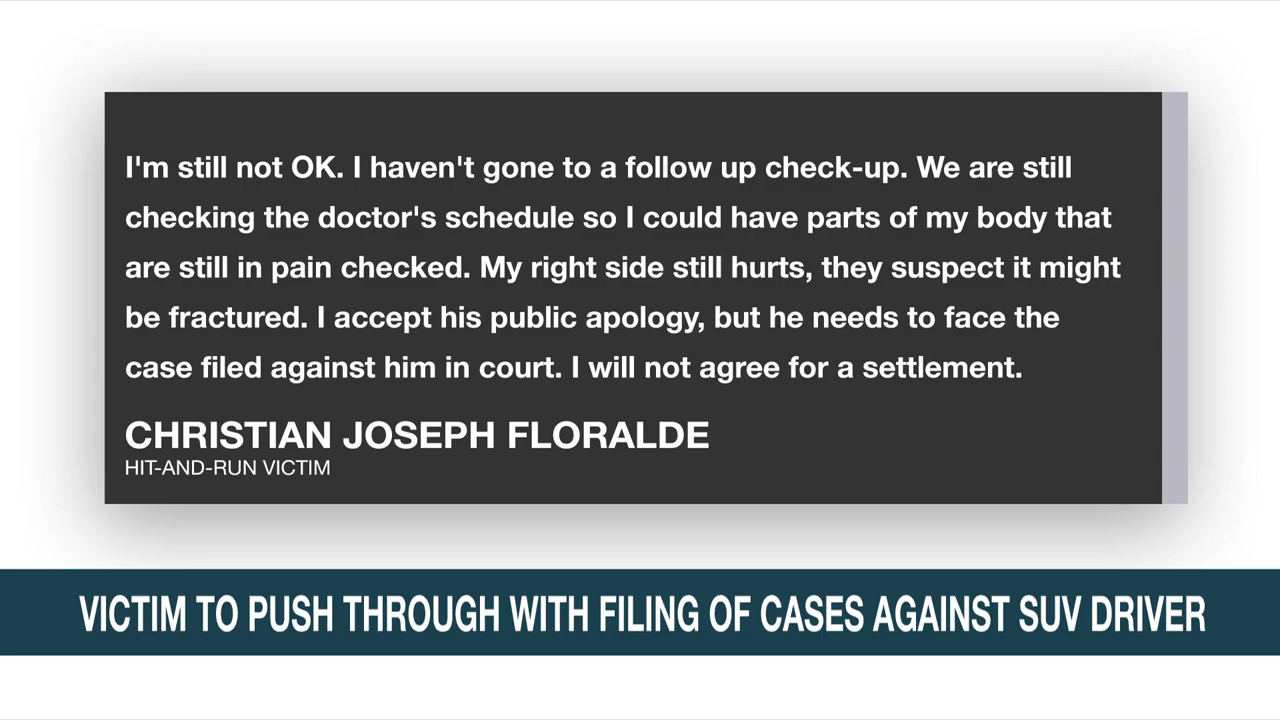 I'm still not OK. I haven't gone to a follow up check-up. We are still
checking the doctor's schedule so I could have parts of my body that
are still in pain checked. My right side still hurts, they suspect it might
be fractured. I accept his public apology, but he needs to face the
case filed against him in court. I will not agree for a settlement.
CHRISTIAN JOSEPH FLORALDE
HIT-AND-RUN VICTIM
VICTIM TO PUSH THROUGH WITH FILING OF CASES AGAINST SUV DRIVER